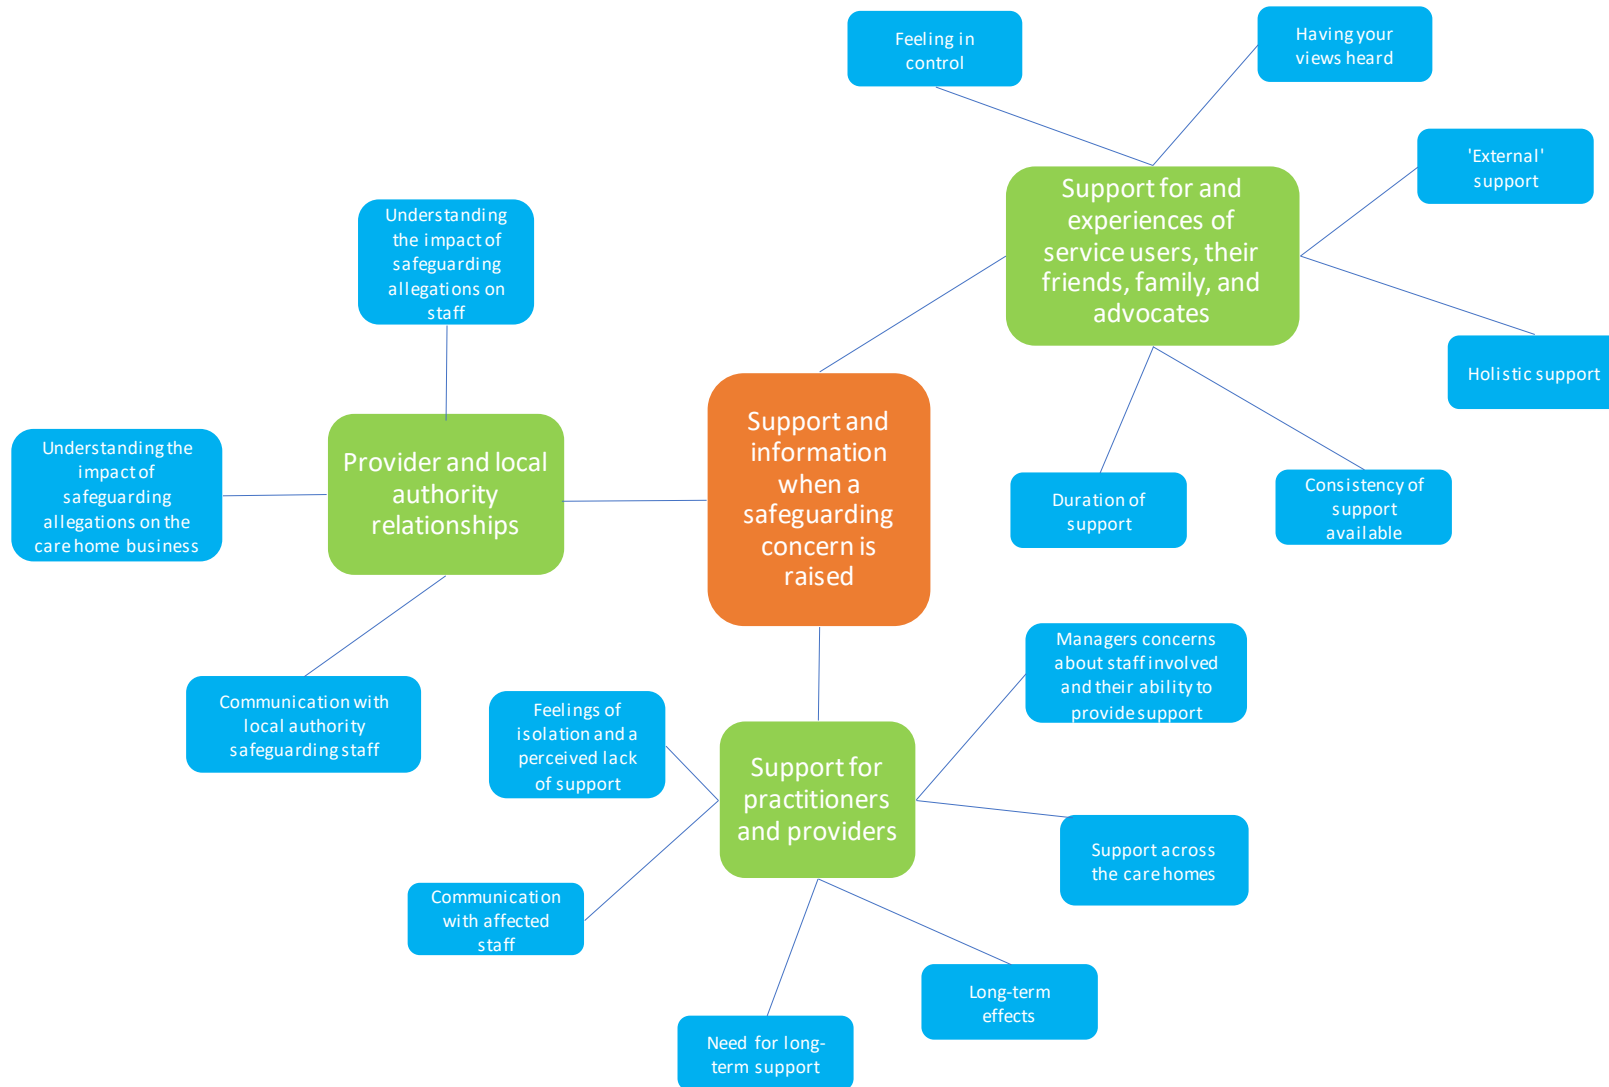 Feeling in
control
Having your
views heard
'External'
support
Support for and
experiences of
service users, their
friends, family, and
advocates
Holistic support
Duration of
support
Consistency of
support
available
Understanding
the impact of
safeguarding
allegations on
staff
Understanding the
impact of
safeguarding
allegations on the
care home business
Provider and local
authority
relationships
Communication with
local authority
safeguarding staff
Support and
information
when a
safeguarding
concern is
raised
Feelings of
isolation and a
perceived lack
of support
Support for
practitioners
and providers
Managers concerns
about staff involved
and their ability to
provide support
Support across
the care homes
Communication
with affected
staff
Long-term
effects
Need for long-
term support